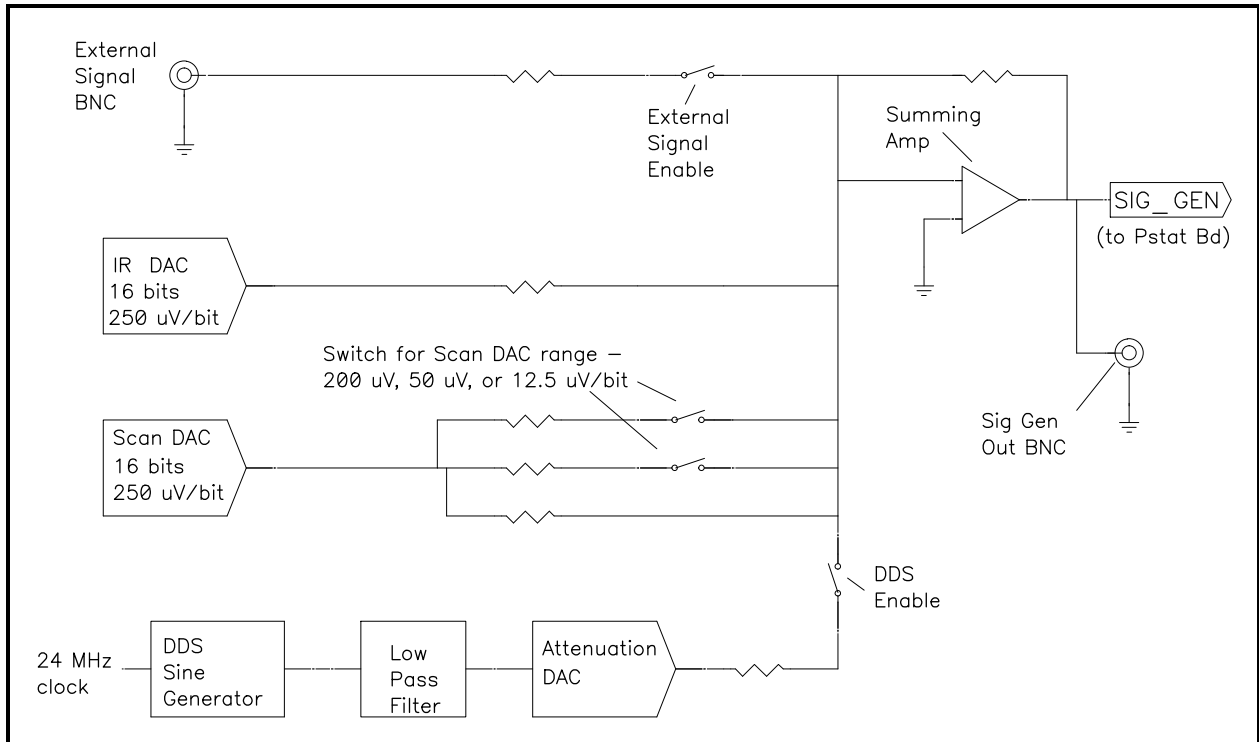 External
Signal
BNC
External
Signal
Enable
Summing
Amp
SIG_ GEN
(to Pstat Bd)
IR DAC
16 bits
250 uV/bit
Switch for Scan DAC range –
200 uV, 50 uV, or 12.5 uV/bit
Sig Gen
Out BNC
Scan DAC
16 bits
250 uV/bit
DDS
Enable
24 MHz
clock
DDS
Sine
Generator
Low
Pass
Filter
Attenuation
DAC